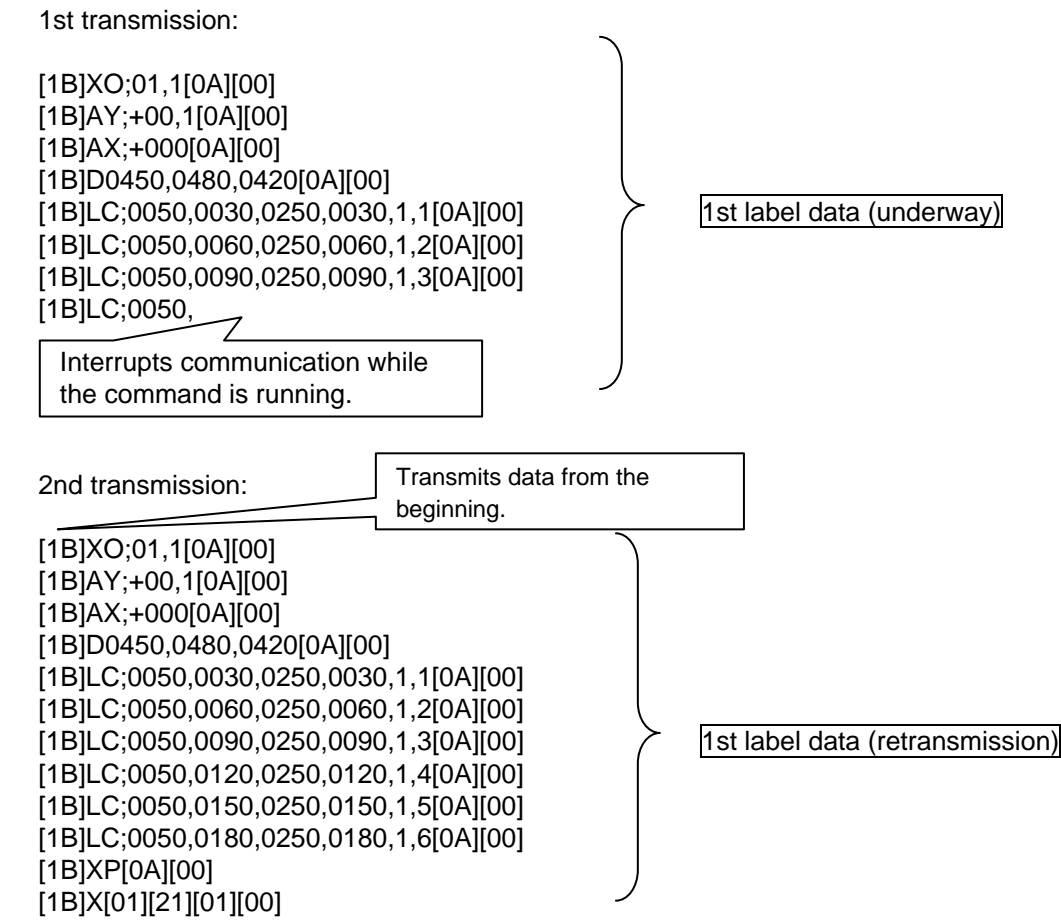 1st transmission:
[1B]XO;01,1[0A][00]
[1B]AY;+00,1[0A][00]
[1B]AX;+000[0A][00]
[1B]D0450,0480,0420[0A][00]
[1B]LC;0050,0030,0250,0030,1,1[0A][00]
[1B]LC;0050,0060,0250,0060,1,2[0A][00]
[1B]LC;0050,0090,0250,0090,1,3[0A][00]
[1B]LC;0050,
1st label data (underway)
Interrupts communication while
the command is running.
2nd transmission:
Transmits data from the
beginning.
[1B]XO;01,1[0A][00]
[1B]AY;+00,1[0A][00]
[1B]AX;+000[0A][00]
[1B]D0450,0480,0420[0A][00]
[1B]LC;0050,0030,0250,0030,1,1[0A][00]
[1B]LC;0050,0060,0250,0060,1,2[0A][00]
[1B]LC;0050,0090,0250,0090,1,3[0A][00]
[1B]LC;0050,0120,0250,0120,1,4[0A][00]
[1B]LC;0050,0150,0250,0150,1,5[0A][00]
[1B]LC;0050,0180,0250,0180,1,6[0A][00]
[1B]XP[0A][00]
[1B]X[01][21][01][00]
1st label data (retransmission)